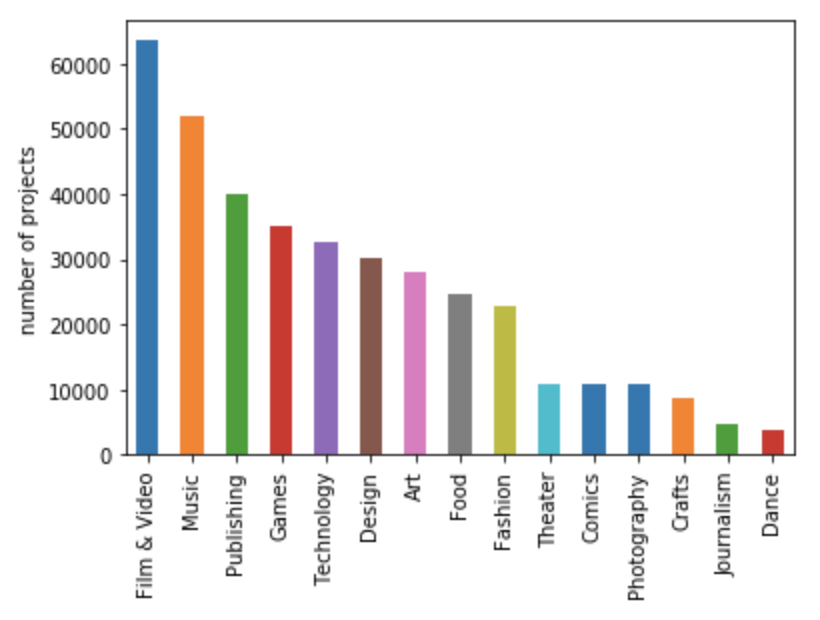 number of projects
60000
50000
40000
30000
20000
10000
0
Film & Video
Music
Publishing
Games
Technology
Design
Art
Food
Fashion
Theater
Comics
Photography
Crafts
Journalism
Dance